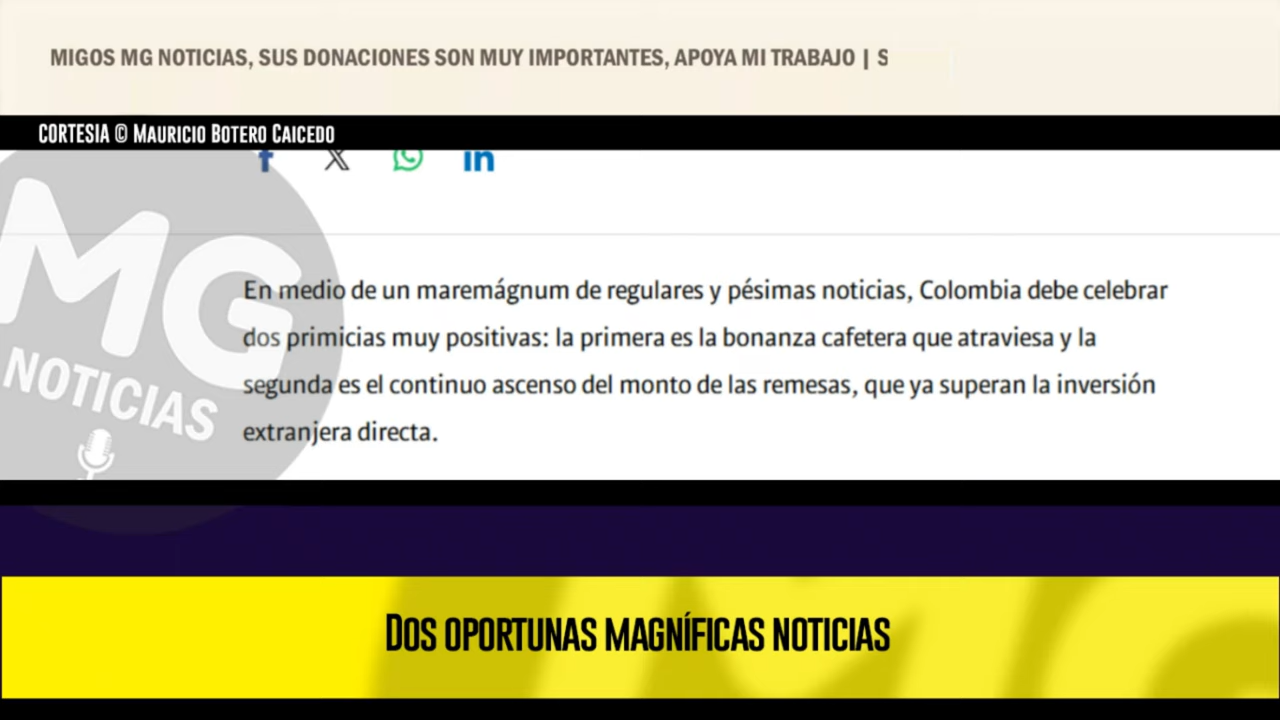 MIGOS MG NOTICIAS, SUS DONACIONES SON MUY IMPORTANTES, APOYA MI TRABAJO | S
CORTESIA © MAURICIO BOTERO CAICEDO
MG
NOTICIAS
En medio de un maremágnum de regulares y pésimas noticias, Colombia debe celebrar
dos primicias muy positivas: la primera es la bonanza cafetera que atraviesa y la
segunda es el continuo ascenso del monto de las remesas, que ya superan la inversión
extranjera directa.
DOS OPORTUNAS MAGNÍFICAS NOTICIAS